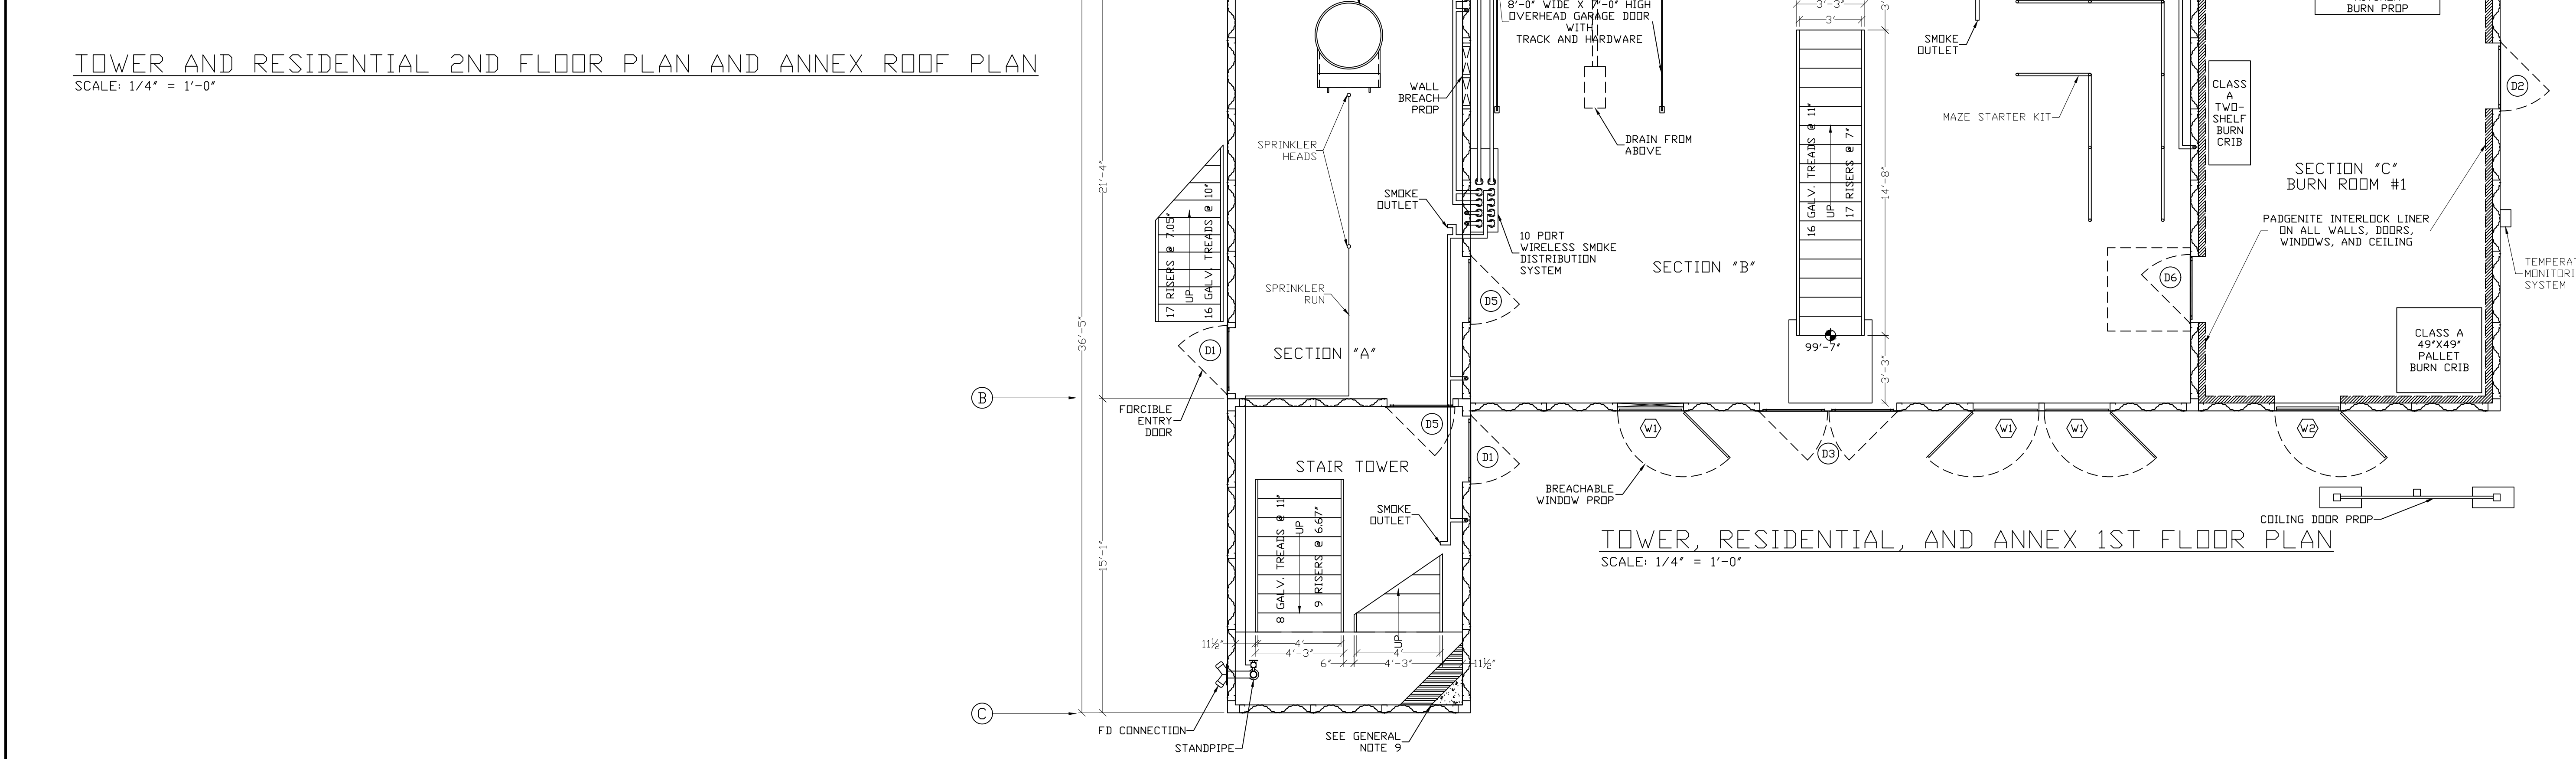 TOWER AND RESIDENTIAL 2ND FLOOR PLAN AND ANNEX ROOF PLAN
SCALE: 1/4" = 1'-0"
36'-5"
21'-4"
15'-1"
B
C
17 RISERS @ 7.05"
UP
16 GALV. TREADS @ 10"
D1
FORCIBLE
ENTRY
DOOR
SPRINKLER
HEADS
SPRINKLER
RUN
SECTION "A"
WALL
BREACH
PROP
SMOKE
OUTLET
8'-0" WIDE X 7'-0" HIGH
OVERHEAD GARAGE DOOR
WITH
TRACK AND HARDWARE
DRAIN FROM
ABOVE
10 PORT
WIRELESS SMOKE
DISTRIBUTION
SYSTEM
D5
SECTION "B"
3'-3"
3'
16 GALV. TREADS @ 11"
UP
17 RISERS @ 7"
14'-8"
3'-3"
99'-7"
SMOKE
OUTLET
MAZE STARTER KIT
D6
BURN PROP
CLASS
A
TWO-
SHELF
BURN
CRIB
D2
SECTION "C"
BURN ROOM #1
PADGENITE INTERLOCK LINER
ON ALL WALLS, DOORS,
WINDOWS, AND CEILING
SYSTEM
CLASS A
49"X49"
PALLET
BURN CRIB
D5
D1
STAIR TOWER
8 GALV. TREADS @ 11"
UP
9 RISERS @ 6.67"
SMOKE
OUTLET
UP
11½"
4'
4'-3"
6"
4'
4'-3"
11½"
FD CONNECTION
STANDPIPE
SEE GENERAL
NOTE 9
W1
D3
W1
W1
W2
BREACHABLE
WINDOW PROP
COILING DOOR PROP
TOWER, RESIDENTIAL, AND ANNEX 1ST FLOOR PLAN
SCALE: 1/4" = 1'-0"